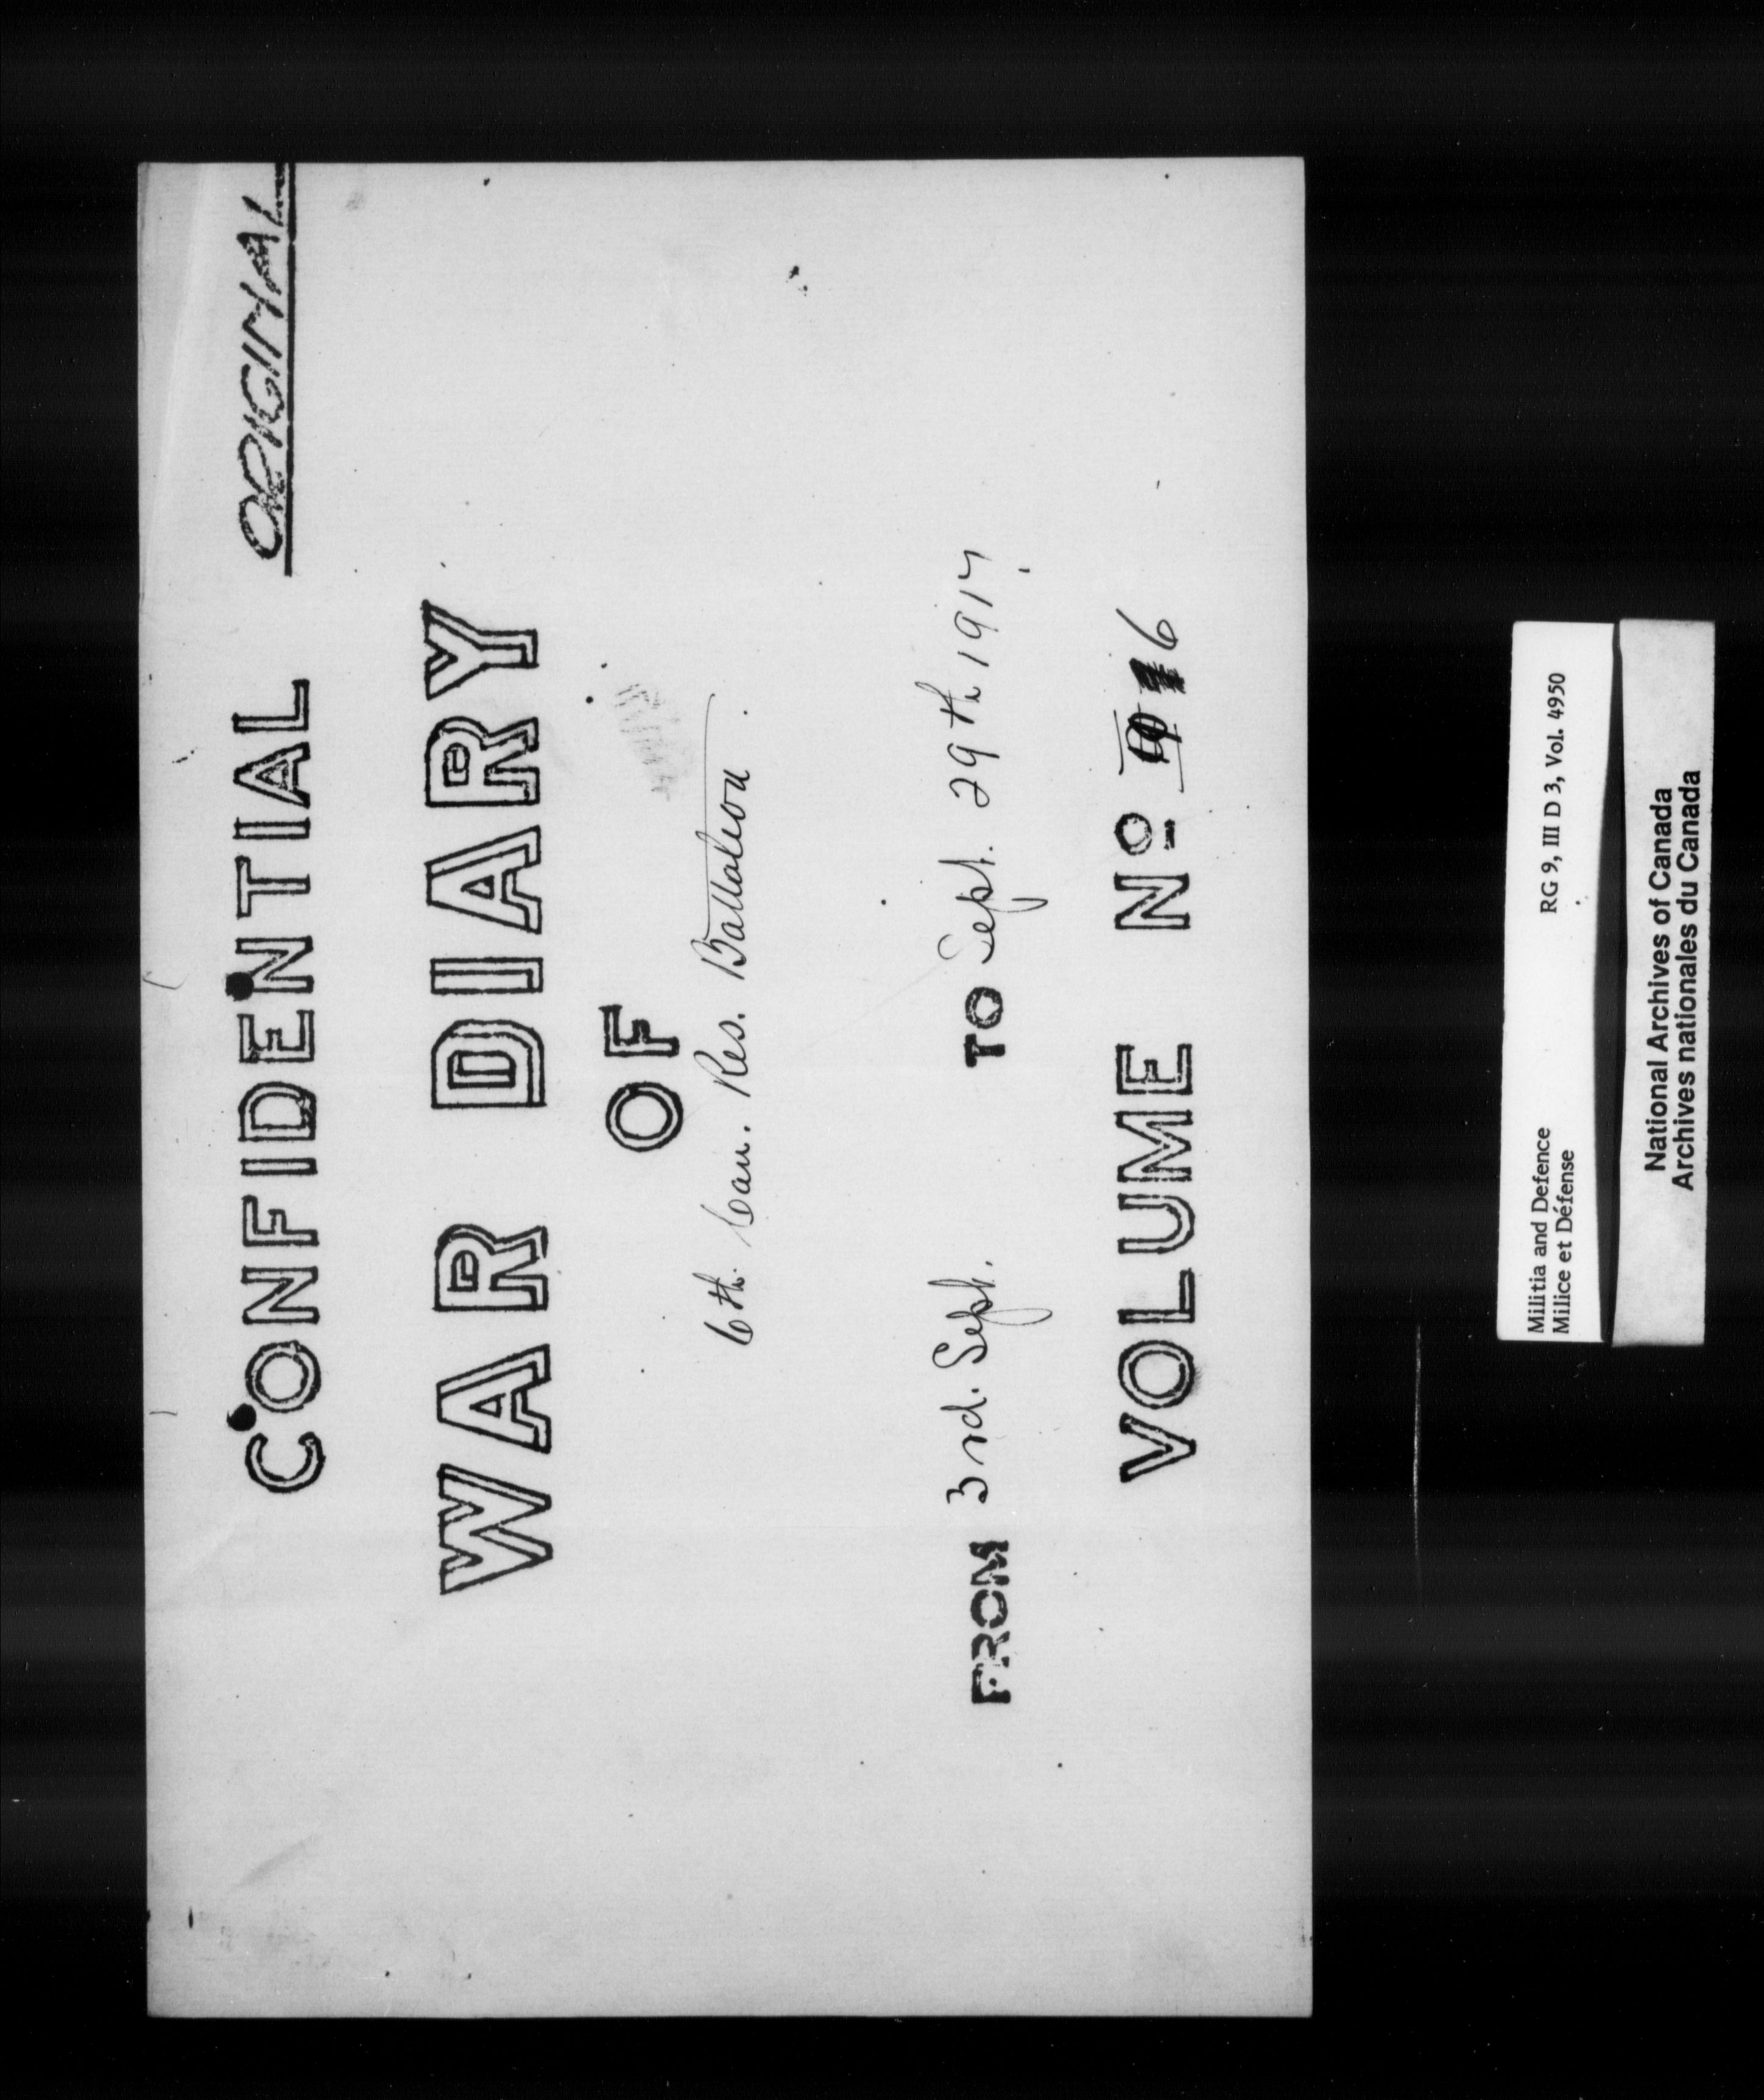 ORIGINAL
CONFIDENTIAL
WAR DIARY
OF
6th. Can. Res. Battalion.
FROM 3rd. Sept. TO Sept. 29th 1917.
VOLUME Nº 6
Militia and Defence RG 9, III D 3, Vol. 4950
Milice et Défense
National Archives of Canada
Archives nationales du Canada